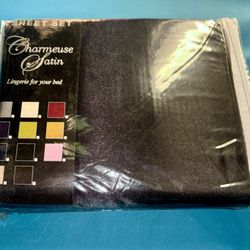 SHEET SET
Charmeuse
Satin
Lingerie for your bed